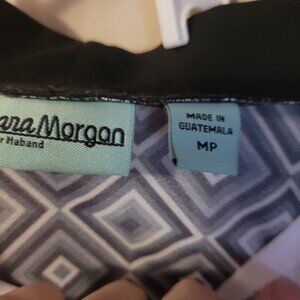 ara Morgan
r Haband
MADE IN
GUATEMALA
MP